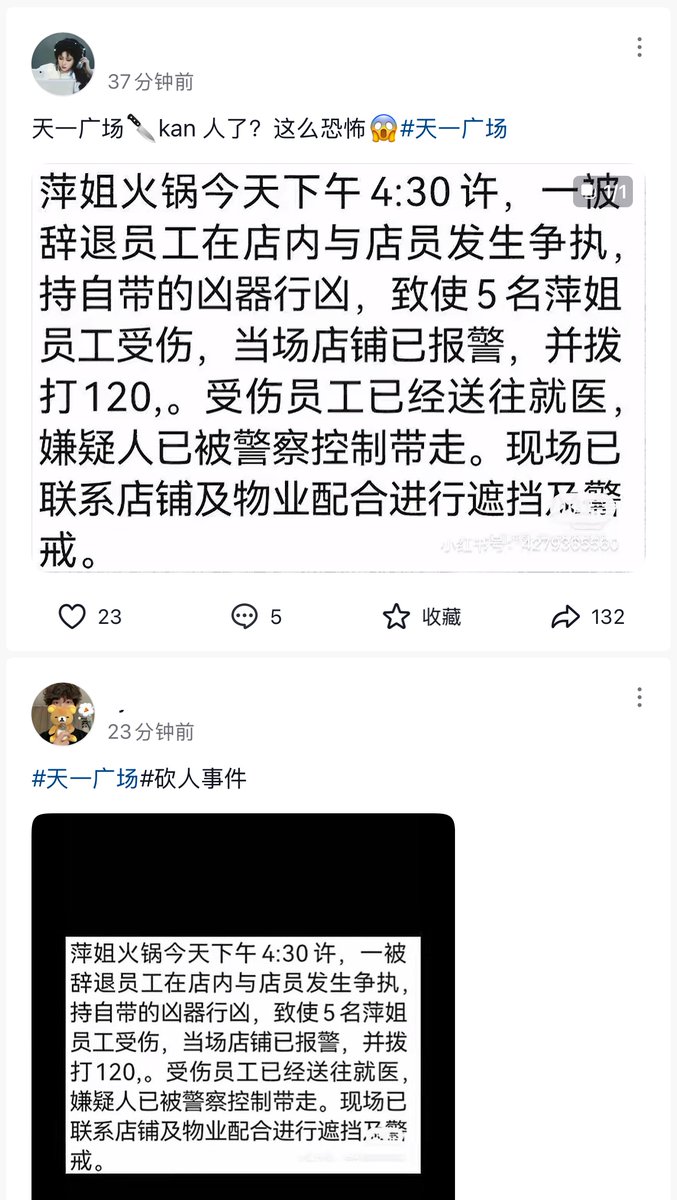 37分钟前
天一广场🔪kan 人了？这么恐怖😱#天一广场
1/1
萍姐火锅今天下午 4:30 许，一被
辞退员工在店内与店员发生争执，
持自带的凶器行凶，致使 5 名萍姐
员工受伤，当场店铺已报警，并拨
打120,。受伤员工已经送往就医，
嫌疑人已被警察控制带走。现场已
联系店铺及物业配合进行遮挡及警
戒。
小红书号：4279365560
23
5
收藏
132
23分钟前
#天一广场#砍人事件
萍姐火锅今天下午 4:30 许，一被
辞退员工在店内与店员发生争执，
持自带的凶器行凶，致使 5 名萍姐
员工受伤，当场店铺已报警，并拨
打120,。受伤员工已经送往就医，
嫌疑人已被警察控制带走。现场已
联系店铺及物业配合进行遮挡及警
戒。